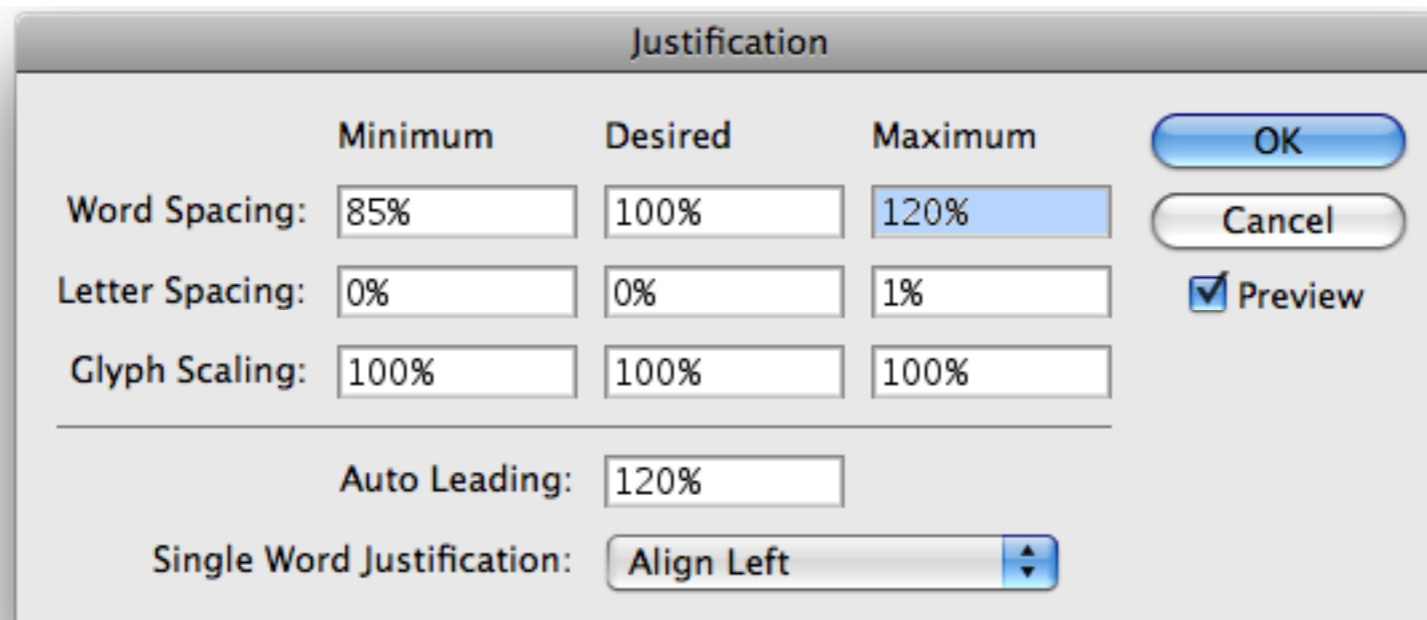 Justification
Minimum Desired Maximum OK
Word Spacing: 85% 100% 120% Cancel
Letter Spacing: 0% 0% 1% Preview
Glyph Scaling: 100% 100% 100%
Auto Leading: 120%
Single Word Justification: Align Left